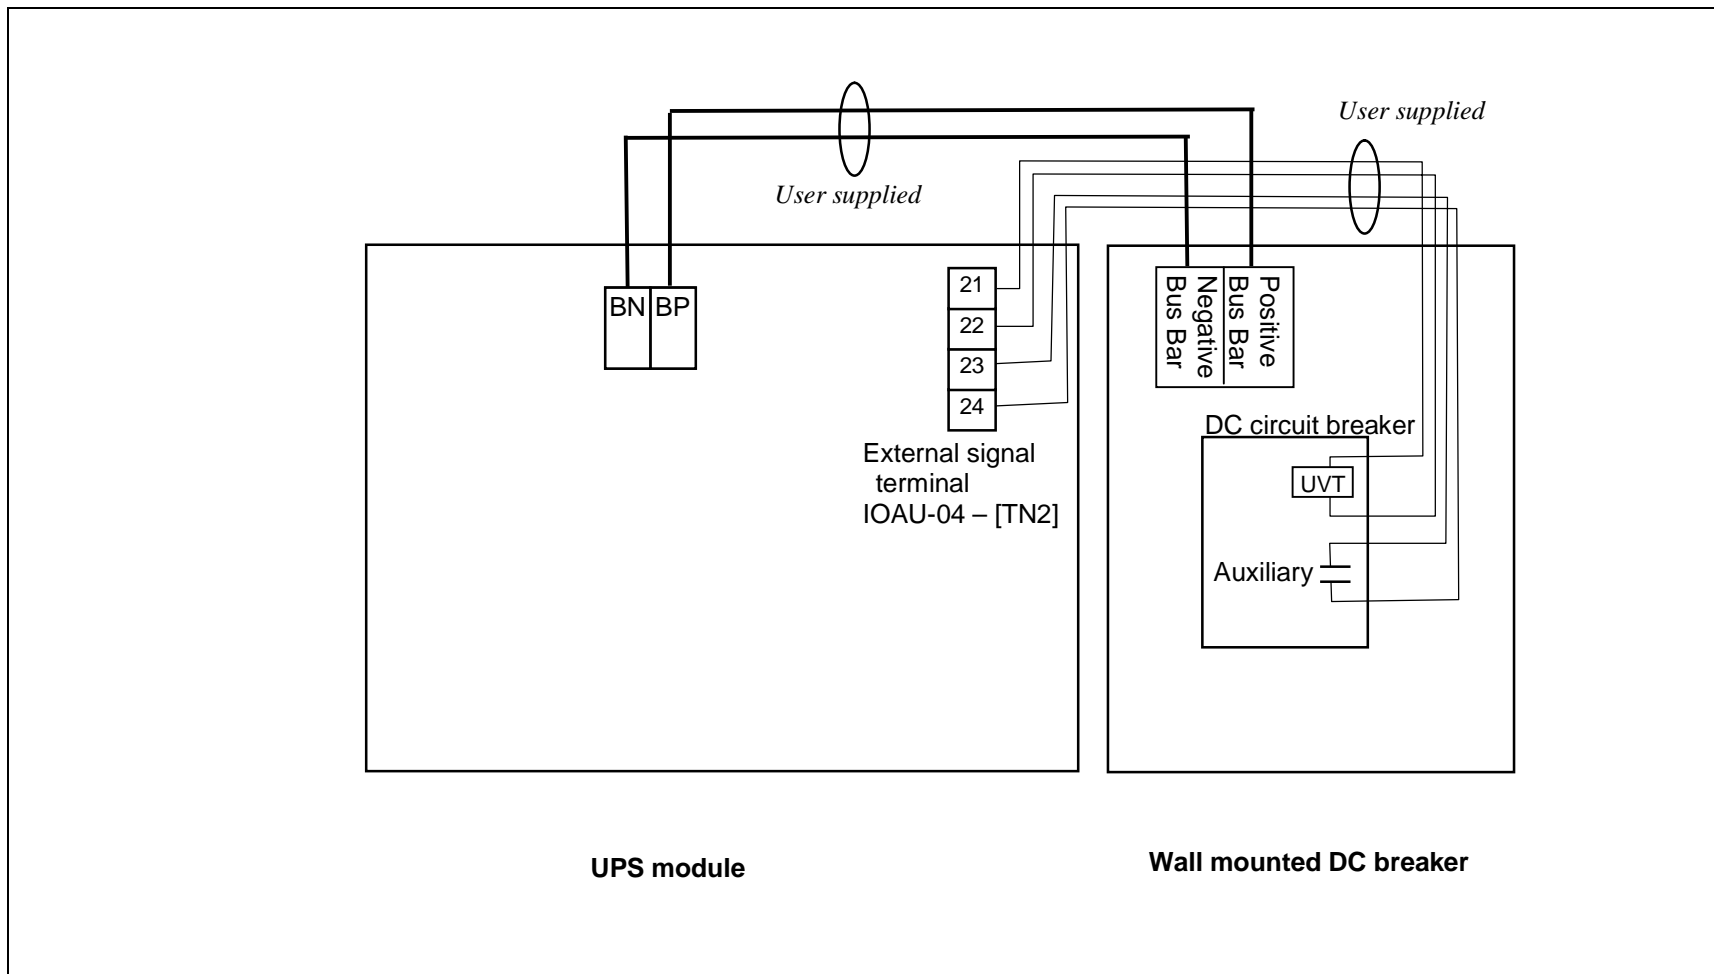 User supplied
User supplied
BN BP
21
22
23
24
Positive
Bus Bar
Negative
Bus Bar
External signal
terminal
IOAU-04 – [TN2]
DC circuit breaker
UVT
Auxiliary
UPS module
Wall mounted DC breaker